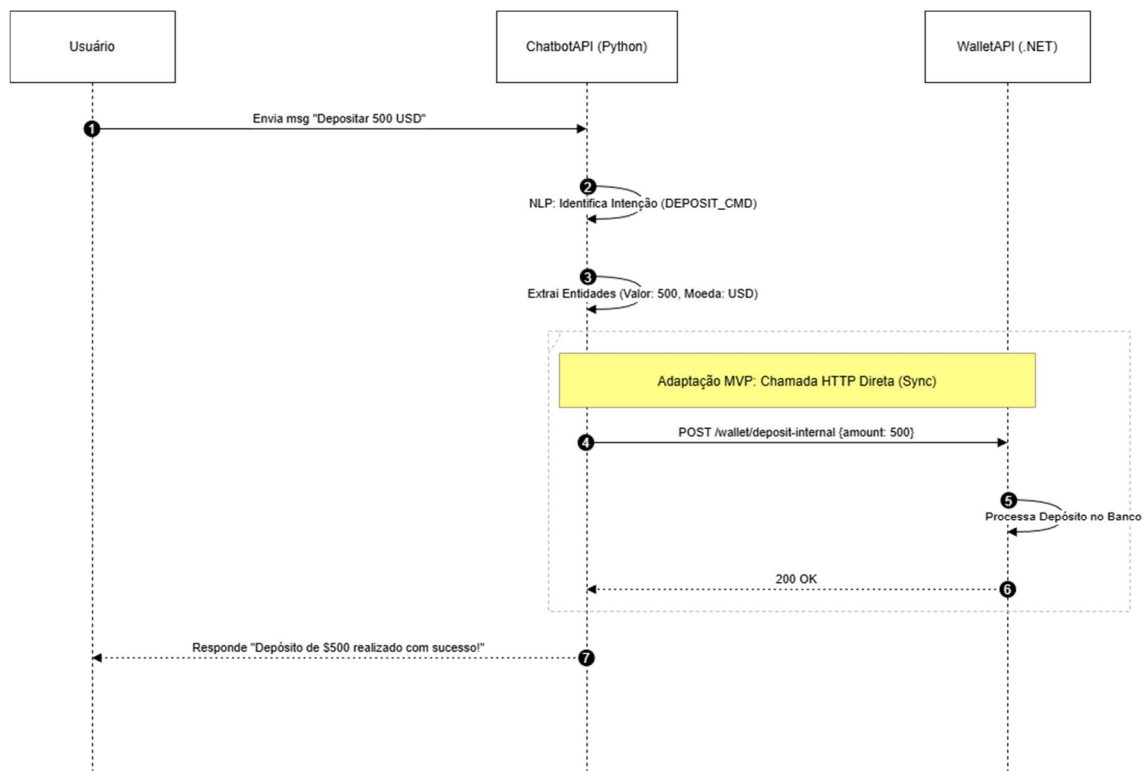 Usuário
ChatbotAPI (Python)
WalletAPI (.NET)
1
Envia msg "Depositar 500 USD"
2
NLP: Identifica Intenção (DEPOSIT_CMD)
3
Extrai Entidades (Valor: 500, Moeda: USD)
Adaptação MVP: Chamada HTTP Direta (Sync)
4
POST /wallet/deposit-internal {amount: 500}
5
Processa Depósito no Banco
200 OK
6
Responde "Depósito de $500 realizado com sucesso!"
7